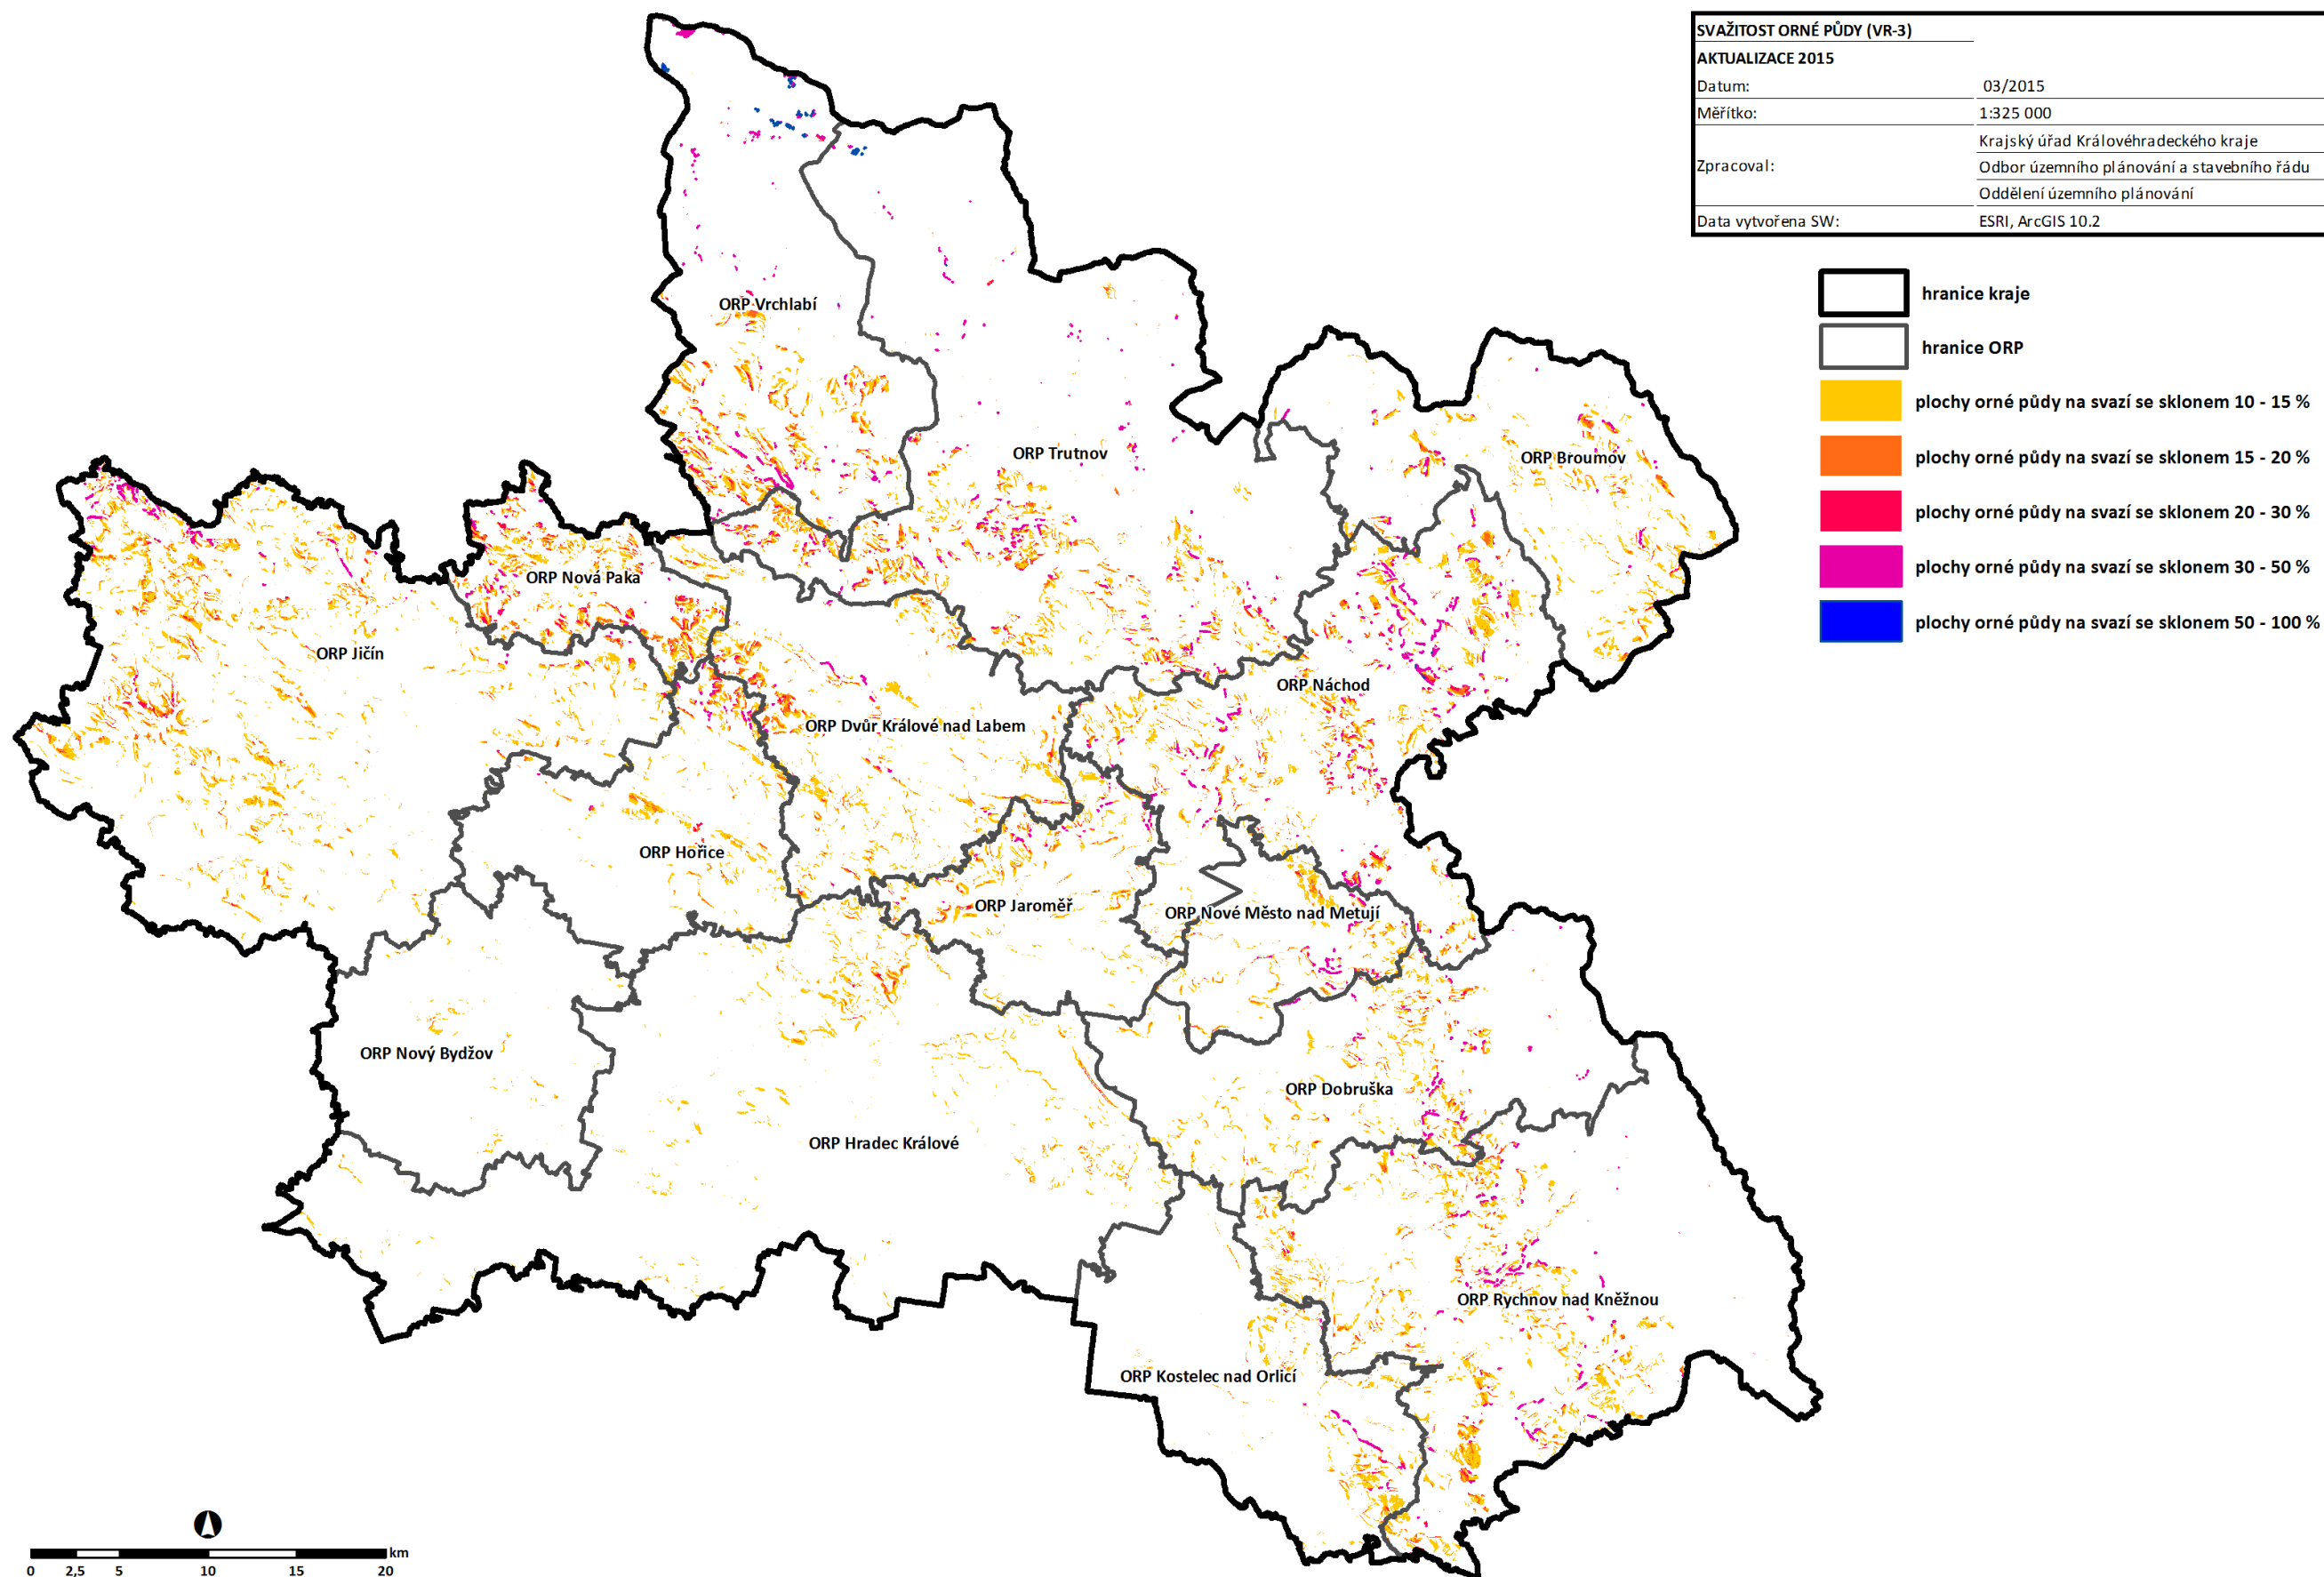 SVAŽITOST ORNÉ PŮDY (VR-3)
AKTUALIZACE 2015
Datum: 03/2015
Měřítko: 1:325 000
Zpracoval: Krajský úřad Královéhradeckého kraje
Odbor územního plánování a stavebního řádu
Oddělení územního plánování
Data vytvořena SW: ESRI, ArcGIS 10.2
hranice kraje
hranice ORP
plochy orné půdy na svazí se sklonem 10 - 15 %
plochy orné půdy na svazí se sklonem 15 - 20 %
plochy orné půdy na svazí se sklonem 20 - 30 %
plochy orné půdy na svazí se sklonem 30 - 50 %
plochy orné půdy na svazí se sklonem 50 - 100 %
ORP Vrchlabí
ORP Trutnov
ORP Broumov
ORP Nová Paka
ORP Jičín
ORP Náchod
ORP Dvůr Králové nad Labem
ORP Hořice
ORP Jaroměř
ORP Nové Město nad Metují
ORP Nový Bydžov
ORP Dobruška
ORP Hradec Králové
ORP Rychnov nad Kněžnou
ORP Kostelec nad Orlicí
km
0 2,5 5 10 15 20